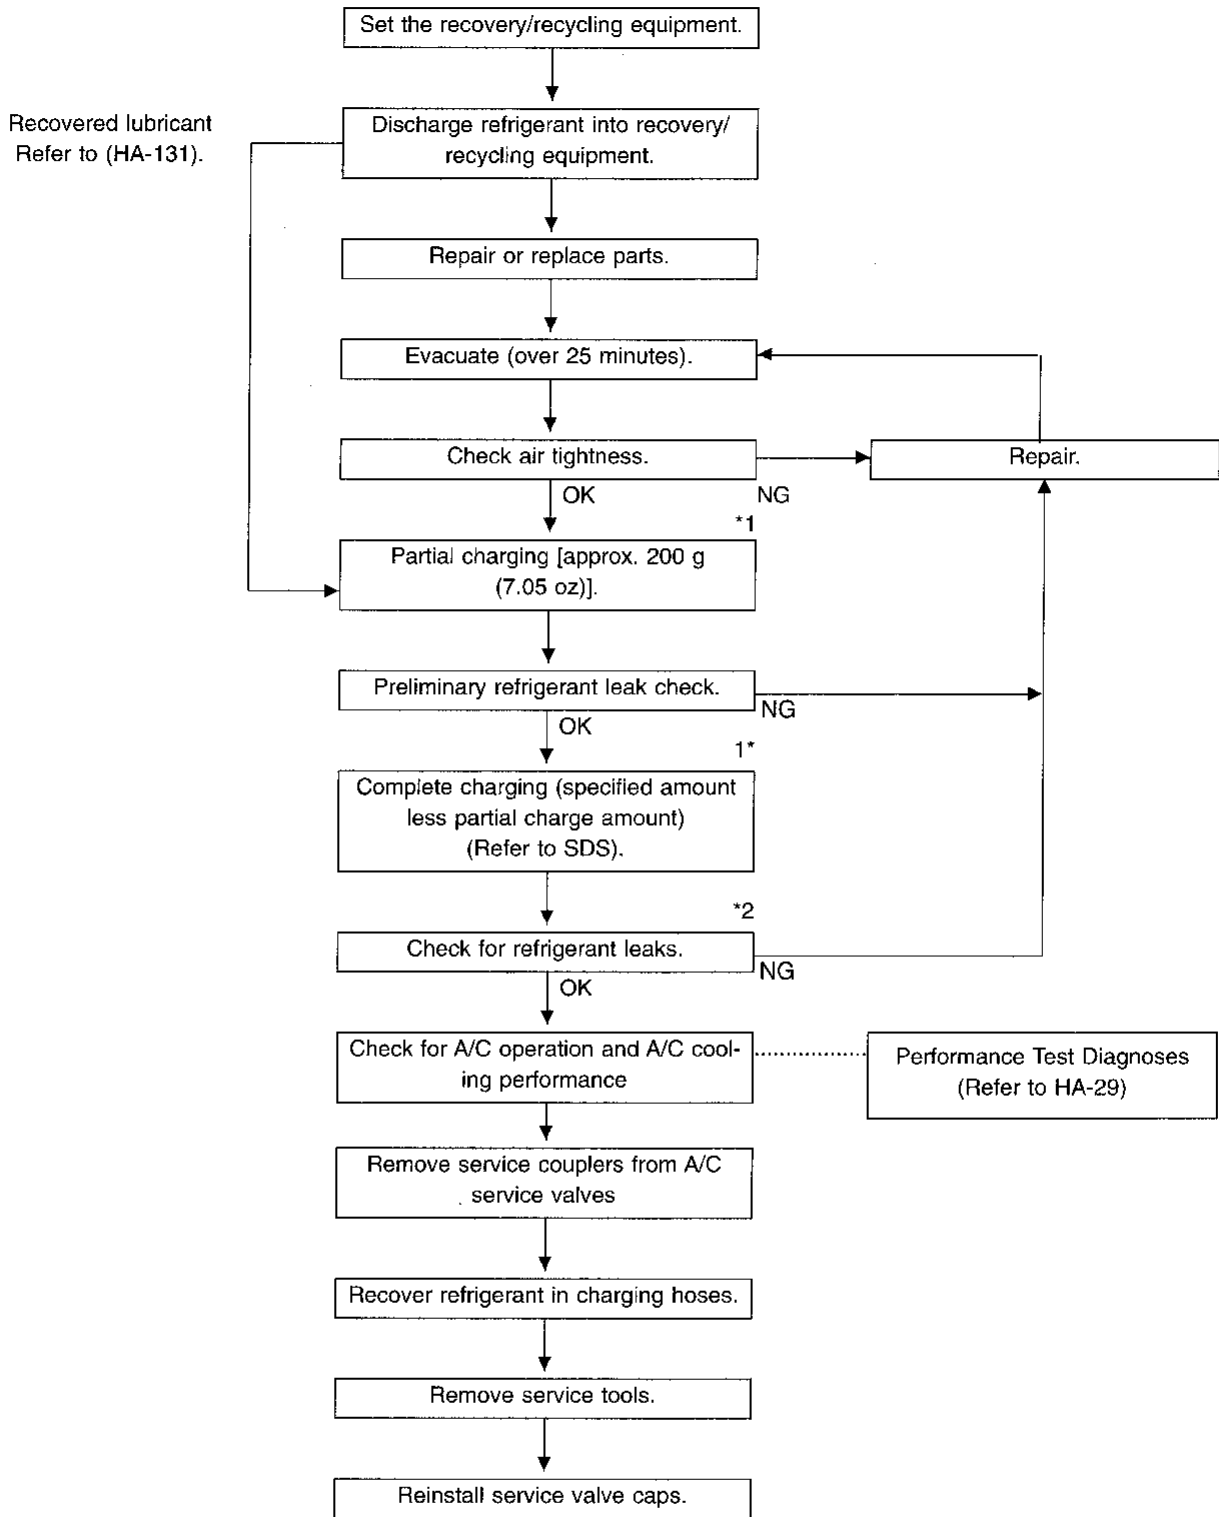 Set the recovery/recycling equipment.
Recovered lubricant
Refer to (HA-131).
Discharge refrigerant into recovery/
recycling equipment.
Repair or replace parts.
Evacuate (over 25 minutes).
Check air tightness.
Repair.
OK
NG
*1
Partial charging [approx. 200 g
(7.05 oz)].
Preliminary refrigerant leak check.
NG
OK
1*
Complete charging (specified amount
less partial charge amount)
(Refer to SDS).
*2
Check for refrigerant leaks.
NG
OK
Check for A/C operation and A/C cool-
ing performance
Performance Test Diagnoses
(Refer to HA-29)
Remove service couplers from A/C
service valves
Recover refrigerant in charging hoses.
Remove service tools.
Reinstall service valve caps.